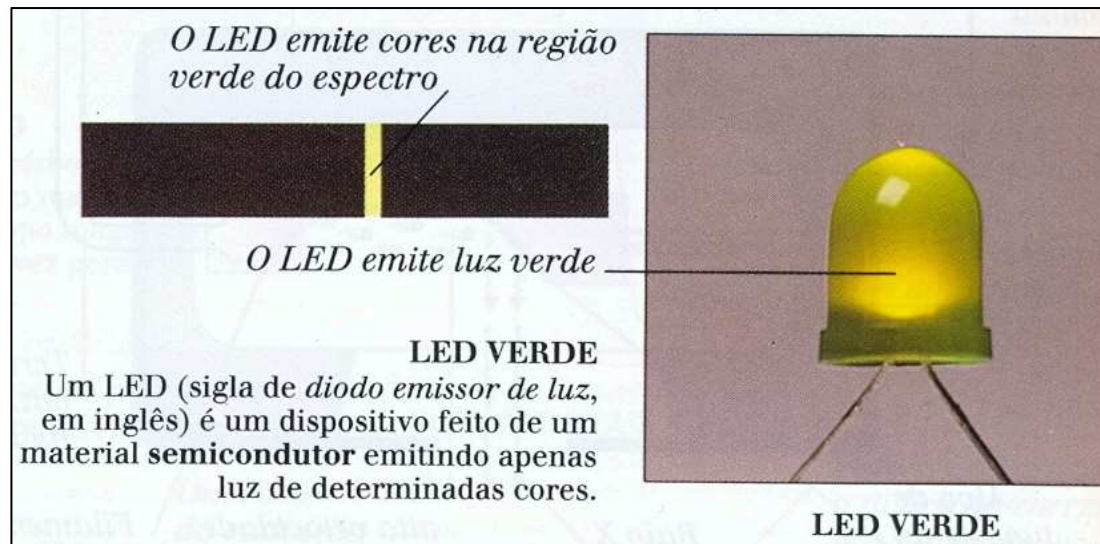 O LED emite cores na região
verde do espectro
O LED emite luz verde
LED VERDE
Um LED (sigla de diodo emissor de luz,
em inglês) é um dispositivo feito de um
material semicondutor emitindo apenas
luz de determinadas cores.
LED VERDE